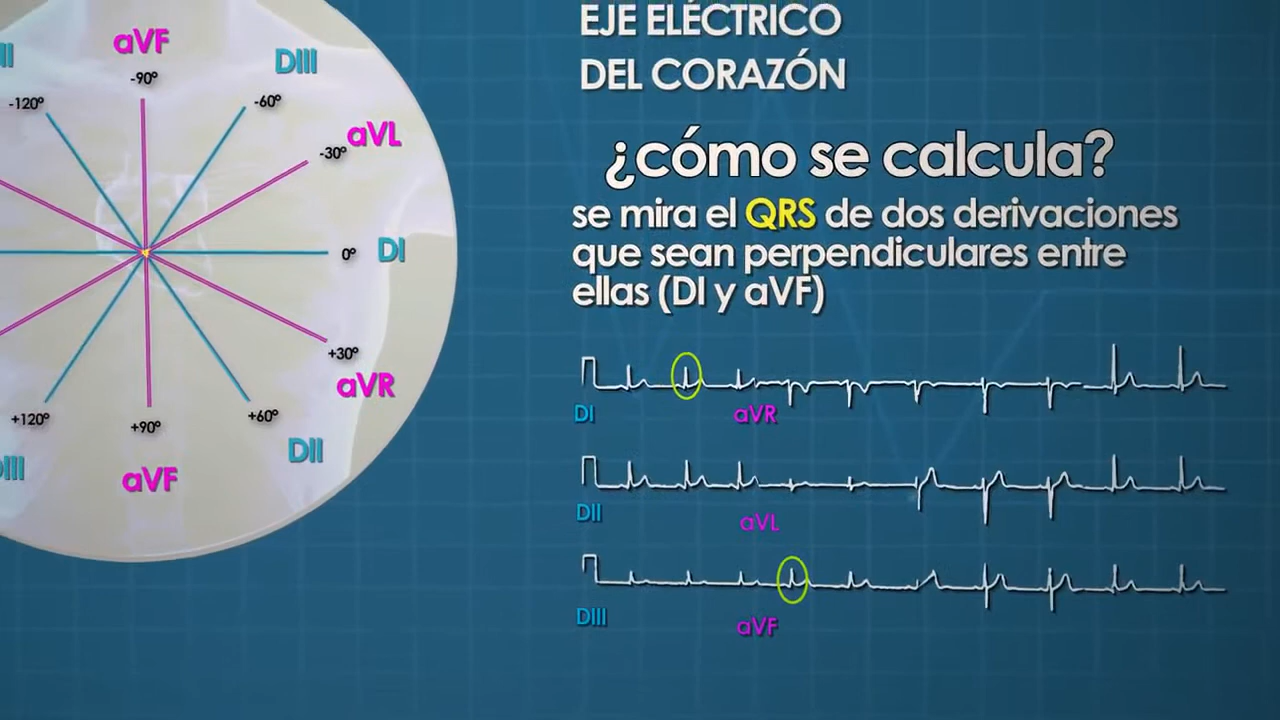 EJE ELÉCTRICO
DEL CORAZÓN
¿cómo se calcula?
se mira el QRS de dos derivaciones
que sean perpendiculares entre
ellas (DI y aVF)
aVF
-90º
DIII
-120º
-60º
aVL
-30º
0º
DI
+30º
aVR
+120º
+90º
+60º
DII
aVF
DI
aVR
DII
aVL
DIII
aVF